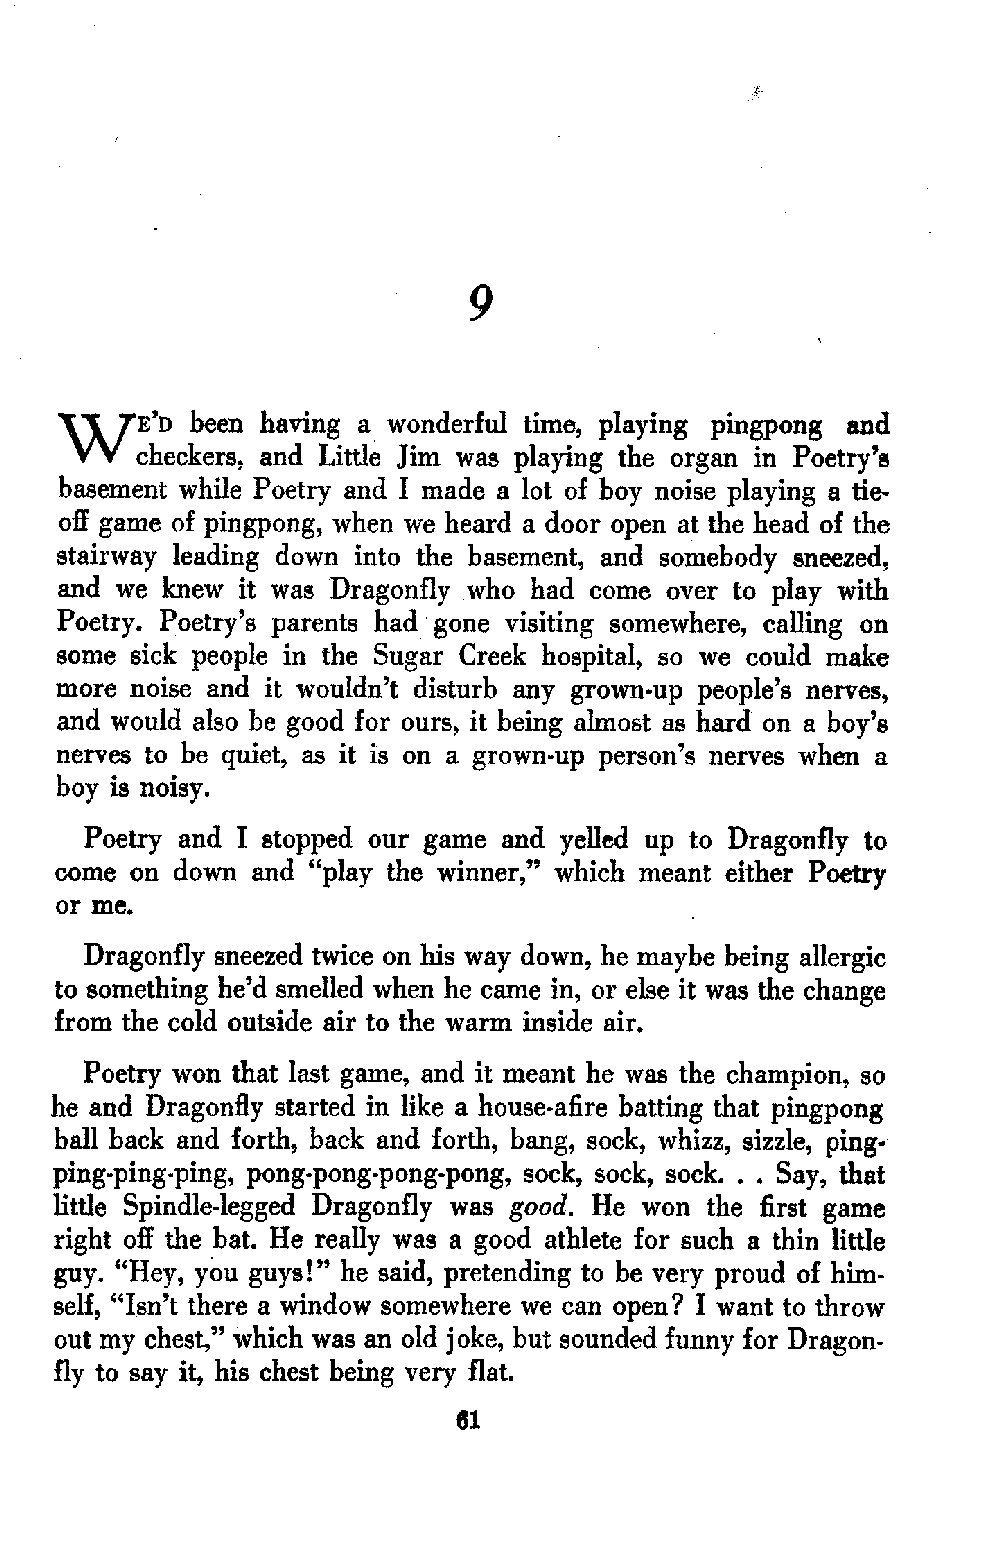 9
WE'D been having a wonderful time, playing pingpong and
checkers, and Little Jim was playing the organ in Poetry's
basement while Poetry and I made a lot of boy noise playing a tie-
off game of pingpong, when we heard a door open at the head of the
stairway leading down into the basement, and somebody sneezed,
and we knew it was Dragonfly who had come over to play with
Poetry. Poetry's parents had gone visiting somewhere, calling on
some sick people in the Sugar Creek hospital, so we could make
more noise and it wouldn't disturb any grown-up people's nerves,
and would also be good for ours, it being almost as hard on a boy's
nerves to be quiet, as it is on a grown-up person's nerves when a
boy is noisy.
Poetry and I stopped our game and yelled up to Dragonfly to
come on down and “play the winner,” which meant either Poetry
or me.
Dragonfly sneezed twice on his way down, he maybe being allergic
to something he'd smelled when he came in, or else it was the change
from the cold outside air to the warm inside air.
Poetry won that last game, and it meant he was the champion, so
he and Dragonfly started in like a house-afire batting that pingpong
ball back and forth, back and forth, bang, sock, whizz, sizzle, ping-
ping-ping-ping, pong-pong-pong-pong, sock, sock, sock. . . Say, that
little Spindle-legged Dragonfly was good. He won the first game
right off the bat. He really was a good athlete for such a thin little
guy. “Hey, you guys!” he said, pretending to be very proud of him-
self, “Isn't there a window somewhere we can open? I want to throw
out my chest,” which was an old joke, but sounded funny for Dragon-
fly to say it, his chest being very flat.
61